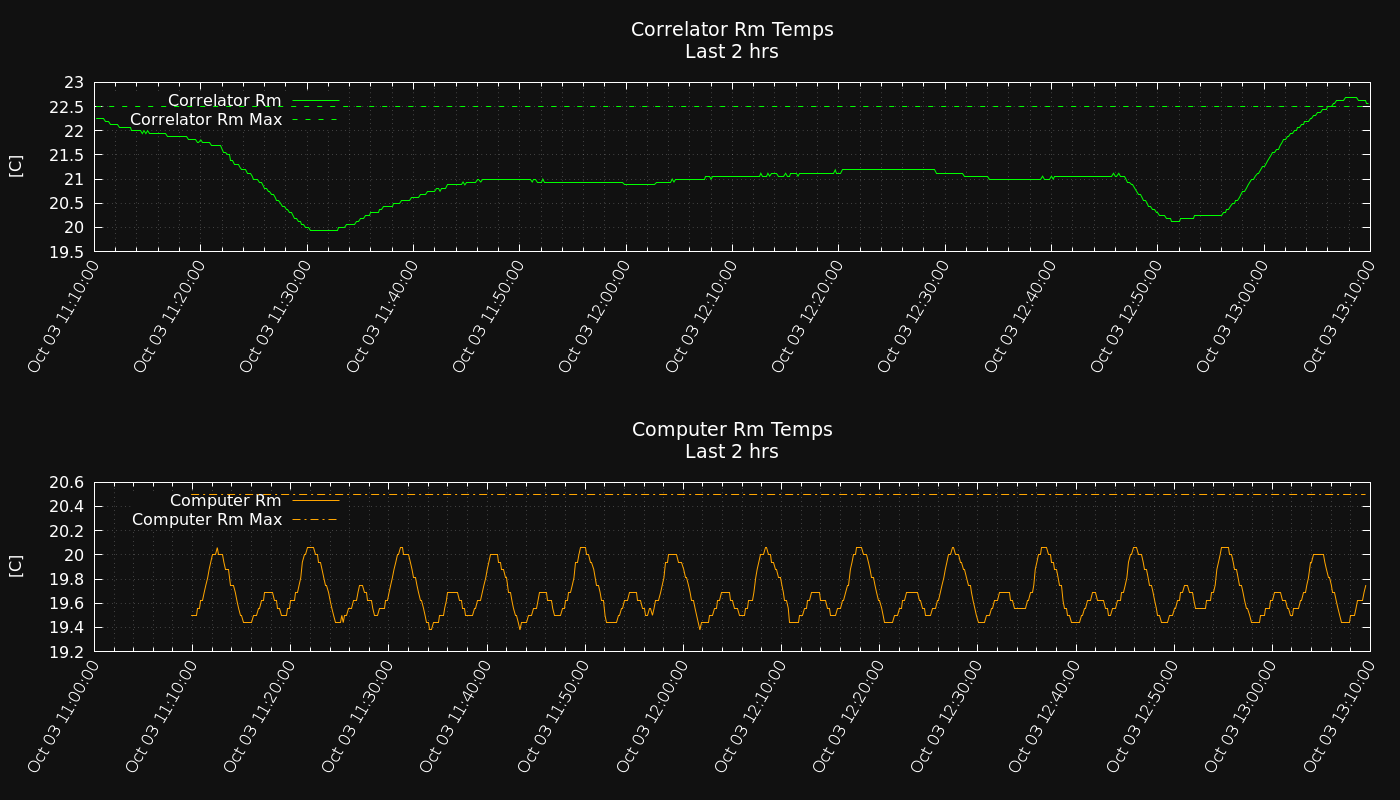 Correlator Rm Temps
Last 2 hrs
23
22.5
22
21.5
21
20.5
20
19.5
[C]
Correlator Rm
Correlator Rm Max
Oct 03 11:10:00
Oct 03 11:20:00
Oct 03 11:30:00
Oct 03 11:40:00
Oct 03 11:50:00
Oct 03 12:00:00
Oct 03 12:10:00
Oct 03 12:20:00
Oct 03 12:30:00
Oct 03 12:40:00
Oct 03 12:50:00
Oct 03 13:00:00
Oct 03 13:10:00
Computer Rm Temps
Last 2 hrs
20.6
20.4
20.2
20
19.8
19.6
19.4
19.2
[C]
Computer Rm
Computer Rm Max
Oct 03 11:00:00
Oct 03 11:10:00
Oct 03 11:20:00
Oct 03 11:30:00
Oct 03 11:40:00
Oct 03 11:50:00
Oct 03 12:00:00
Oct 03 12:10:00
Oct 03 12:20:00
Oct 03 12:30:00
Oct 03 12:40:00
Oct 03 12:50:00
Oct 03 13:00:00
Oct 03 13:10:00